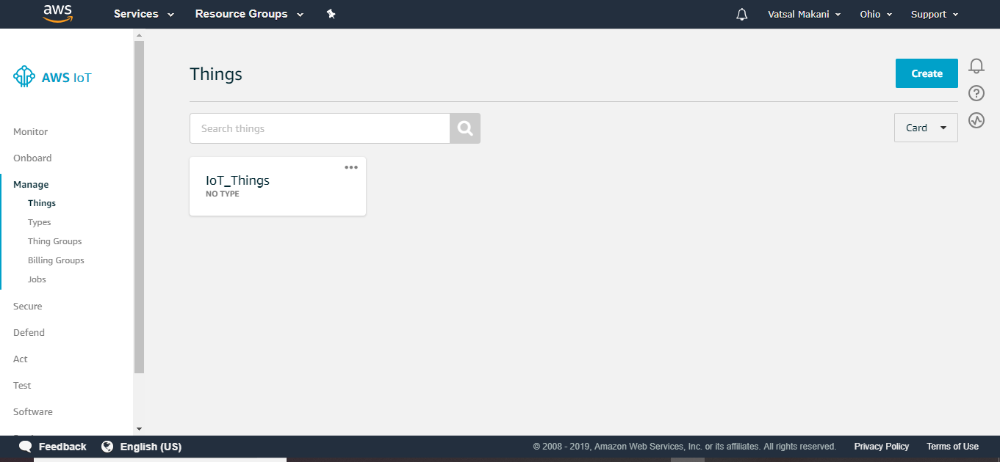 aws
Services
Resource Groups
Vatsal Makani
Ohio
Support
AWS IoT
Monitor
Onboard
Manage
Things
Types
Thing Groups
Billing Groups
Jobs
Secure
Defend
Act
Test
Software
Things
Create
Search things
Card
IoT_Things
NO TYPE
Feedback
English (US)
© 2008 - 2019, Amazon Web Services, Inc. or its affiliates. All rights reserved.
Privacy Policy
Terms of Use